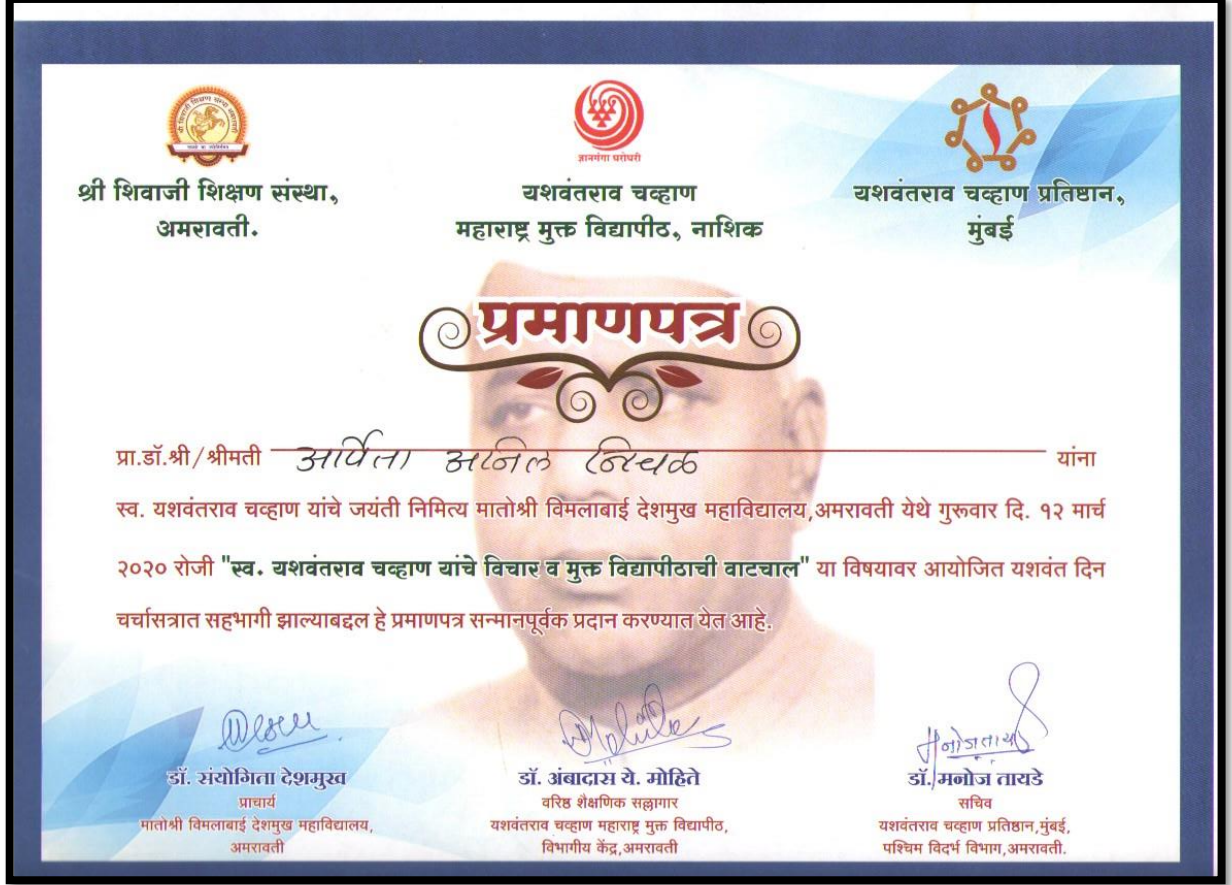 श्री शिवाजी शिक्षण संस्था,
अमरावती.
ज्ञानगंगा घरोघरी
यशवंतराव चव्हाण
महाराष्ट्र मुक्त विद्यापीठ, नाशिक
यशवंतराव चव्हाण प्रतिष्ठान,
मुंबई
प्रमाणपत्र
प्रा.डॉ.श्री/श्रीमती अर्पिता अनिल यांना
स्व. यशवंतराव चव्हाण यांचे जयंती निमित्य मातोश्री विमलाबाई देशमुख महाविद्यालय,अमरावती येथे गुरूवार दि. १२ मार्च
२०२० रोजी "स्व. यशवंतराव चव्हाण यांचे विचार व मुक्त विद्यापीठाची वाटचाल" या विषयावर आयोजित यशवंत दिन
चर्चासत्रात सहभागी झाल्याबद्दल हे प्रमाणपत्र सन्मानपूर्वक प्रदान करण्यात येत आहे.
मनोज तायडे
डॉ. संयोगिता देशमुख
प्राचार्य
मातोश्री विमलाबाई देशमुख महाविद्यालय,
अमरावती
डॉ. अंबादास ये. मोहिते
वरिष्ठ शैक्षणिक सल्लागार
यशवंतराव चव्हाण महाराष्ट्र मुक्त विद्यापीठ,
विभागीय केंद्र,अमरावती
डॉ. मनोज तायडे
सचिव
यशवंतराव चव्हाण प्रतिष्ठान,मुंबई,
पश्चिम विदर्भ विभाग,अमरावती.